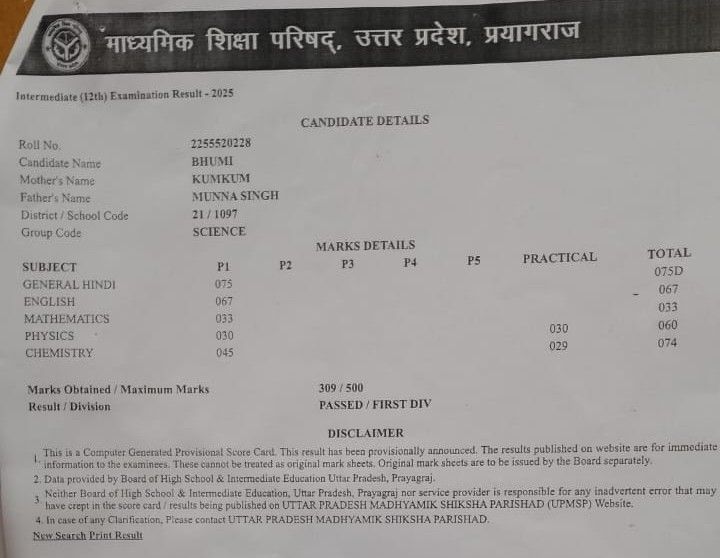 माध्यमिक शिक्षा परिषद्, उत्तर प्रदेश, प्रयागराज
Intermediate (12th) Examination Result - 2025
CANDIDATE DETAILS
Roll No. 2255520228
Candidate Name BHUMI
Mother's Name KUMKUM
Father's Name MUNNA SINGH
District / School Code 21 / 1097
Group Code SCIENCE
MARKS DETAILS
SUBJECT P1 P2 P3 P4 P5 PRACTICAL TOTAL
GENERAL HINDI 075 075D
ENGLISH 067 067
MATHEMATICS 033 033
PHYSICS 030 030 060
CHEMISTRY 045 029 074
Marks Obtained / Maximum Marks 309 / 500
Result / Division PASSED / FIRST DIV
DISCLAIMER
1. This is a Computer Generated Provisional Score Card. This result has been provisionally announced. The results published on website are for immediate
information to the examinees. These cannot be treated as original mark sheets. Original mark sheets are to be issued by the Board separately.
2. Data provided by Board of High School & Intermediate Education Uttar Pradesh, Prayagraj.
3. Neither Board of High School & Intermediate Education, Uttar Pradesh, Prayagraj nor service provider is responsible for any inadvertent error that may
have crept in the score card / results being published on UTTAR PRADESH MADHYAMIK SHIKSHA PARISHAD (UPMSP) Website.
4. In case of any Clarification, Please contact UTTAR PRADESH MADHYAMIK SHIKSHA PARISHAD.
New Search Print Result